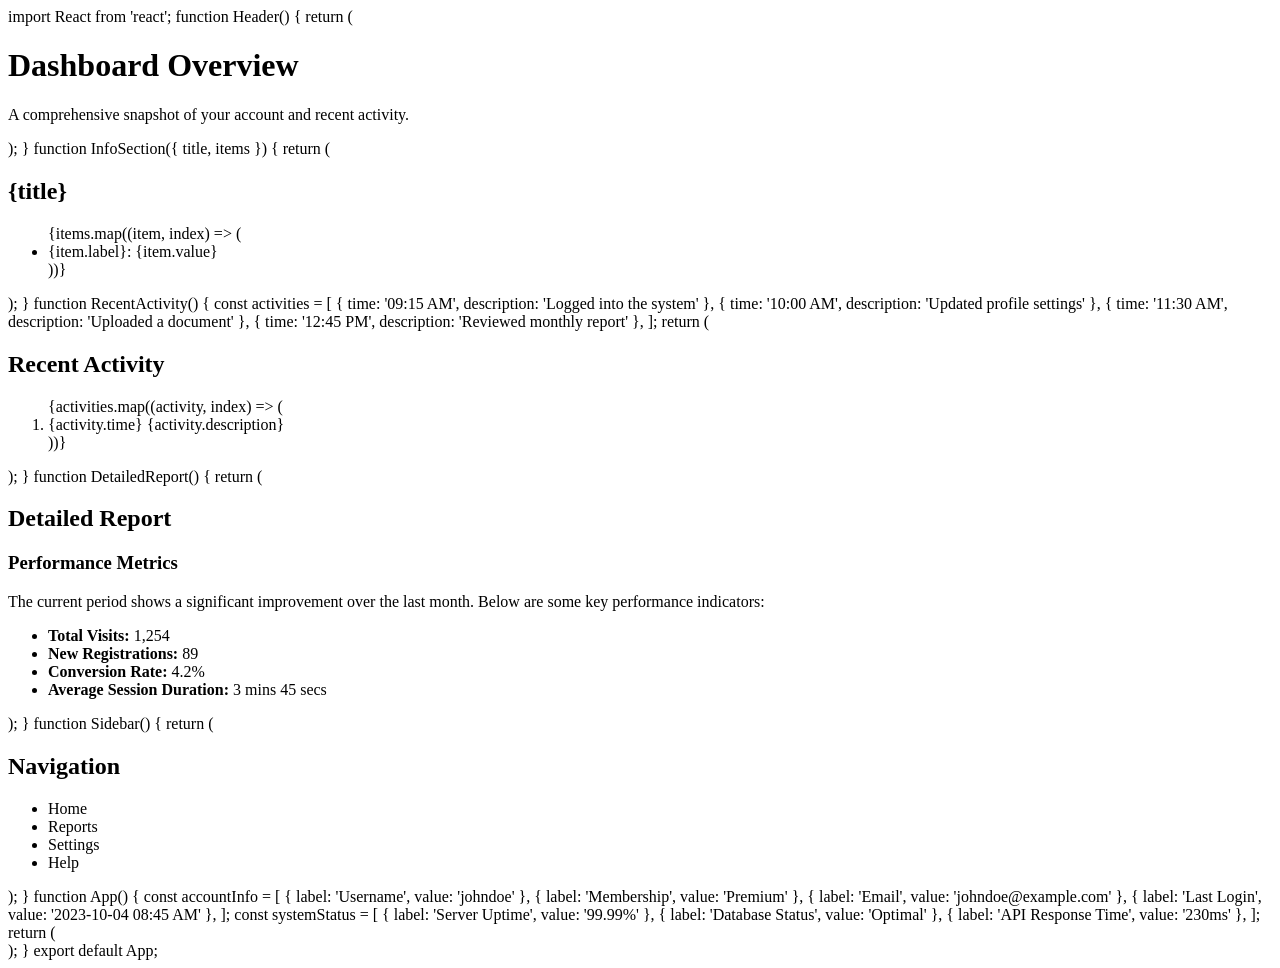 import React from 'react'; function Header() { return (
Dashboard Overview
A comprehensive snapshot of your account and recent activity.
); } function InfoSection({ title, items }) { return (
{title}
{items.map((item, index) => (
• {item.label}: {item.value}
))}
); } function RecentActivity() { const activities = [ { time: '09:15 AM', description: 'Logged into the system' }, { time: '10:00 AM', description: 'Updated profile settings' }, { time: '11:30 AM',
description: 'Uploaded a document' }, { time: '12:45 PM', description: 'Reviewed monthly report' }, ]; return (
Recent Activity
{activities.map((activity, index) => (
1. {activity.time} {activity.description}
))}
); } function DetailedReport() { return (
Detailed Report
Performance Metrics
The current period shows a significant improvement over the last month. Below are some key performance indicators:
• Total Visits: 1,254
• New Registrations: 89
• Conversion Rate: 4.2%
• Average Session Duration: 3 mins 45 secs
); } function Sidebar() { return (
Navigation
• Home
• Reports
• Settings
• Help
); } function App() { const accountInfo = [ { label: 'Username', value: 'johndoe' }, { label: 'Membership', value: 'Premium' }, { label: 'Email', value: 'johndoe@example.com' }, { label: 'Last Login',
value: '2023-10-04 08:45 AM' }, ]; const systemStatus = [ { label: 'Server Uptime', value: '99.99%' }, { label: 'Database Status', value: 'Optimal' }, { label: 'API Response Time', value: '230ms' }, ];
return (
); } export default App;